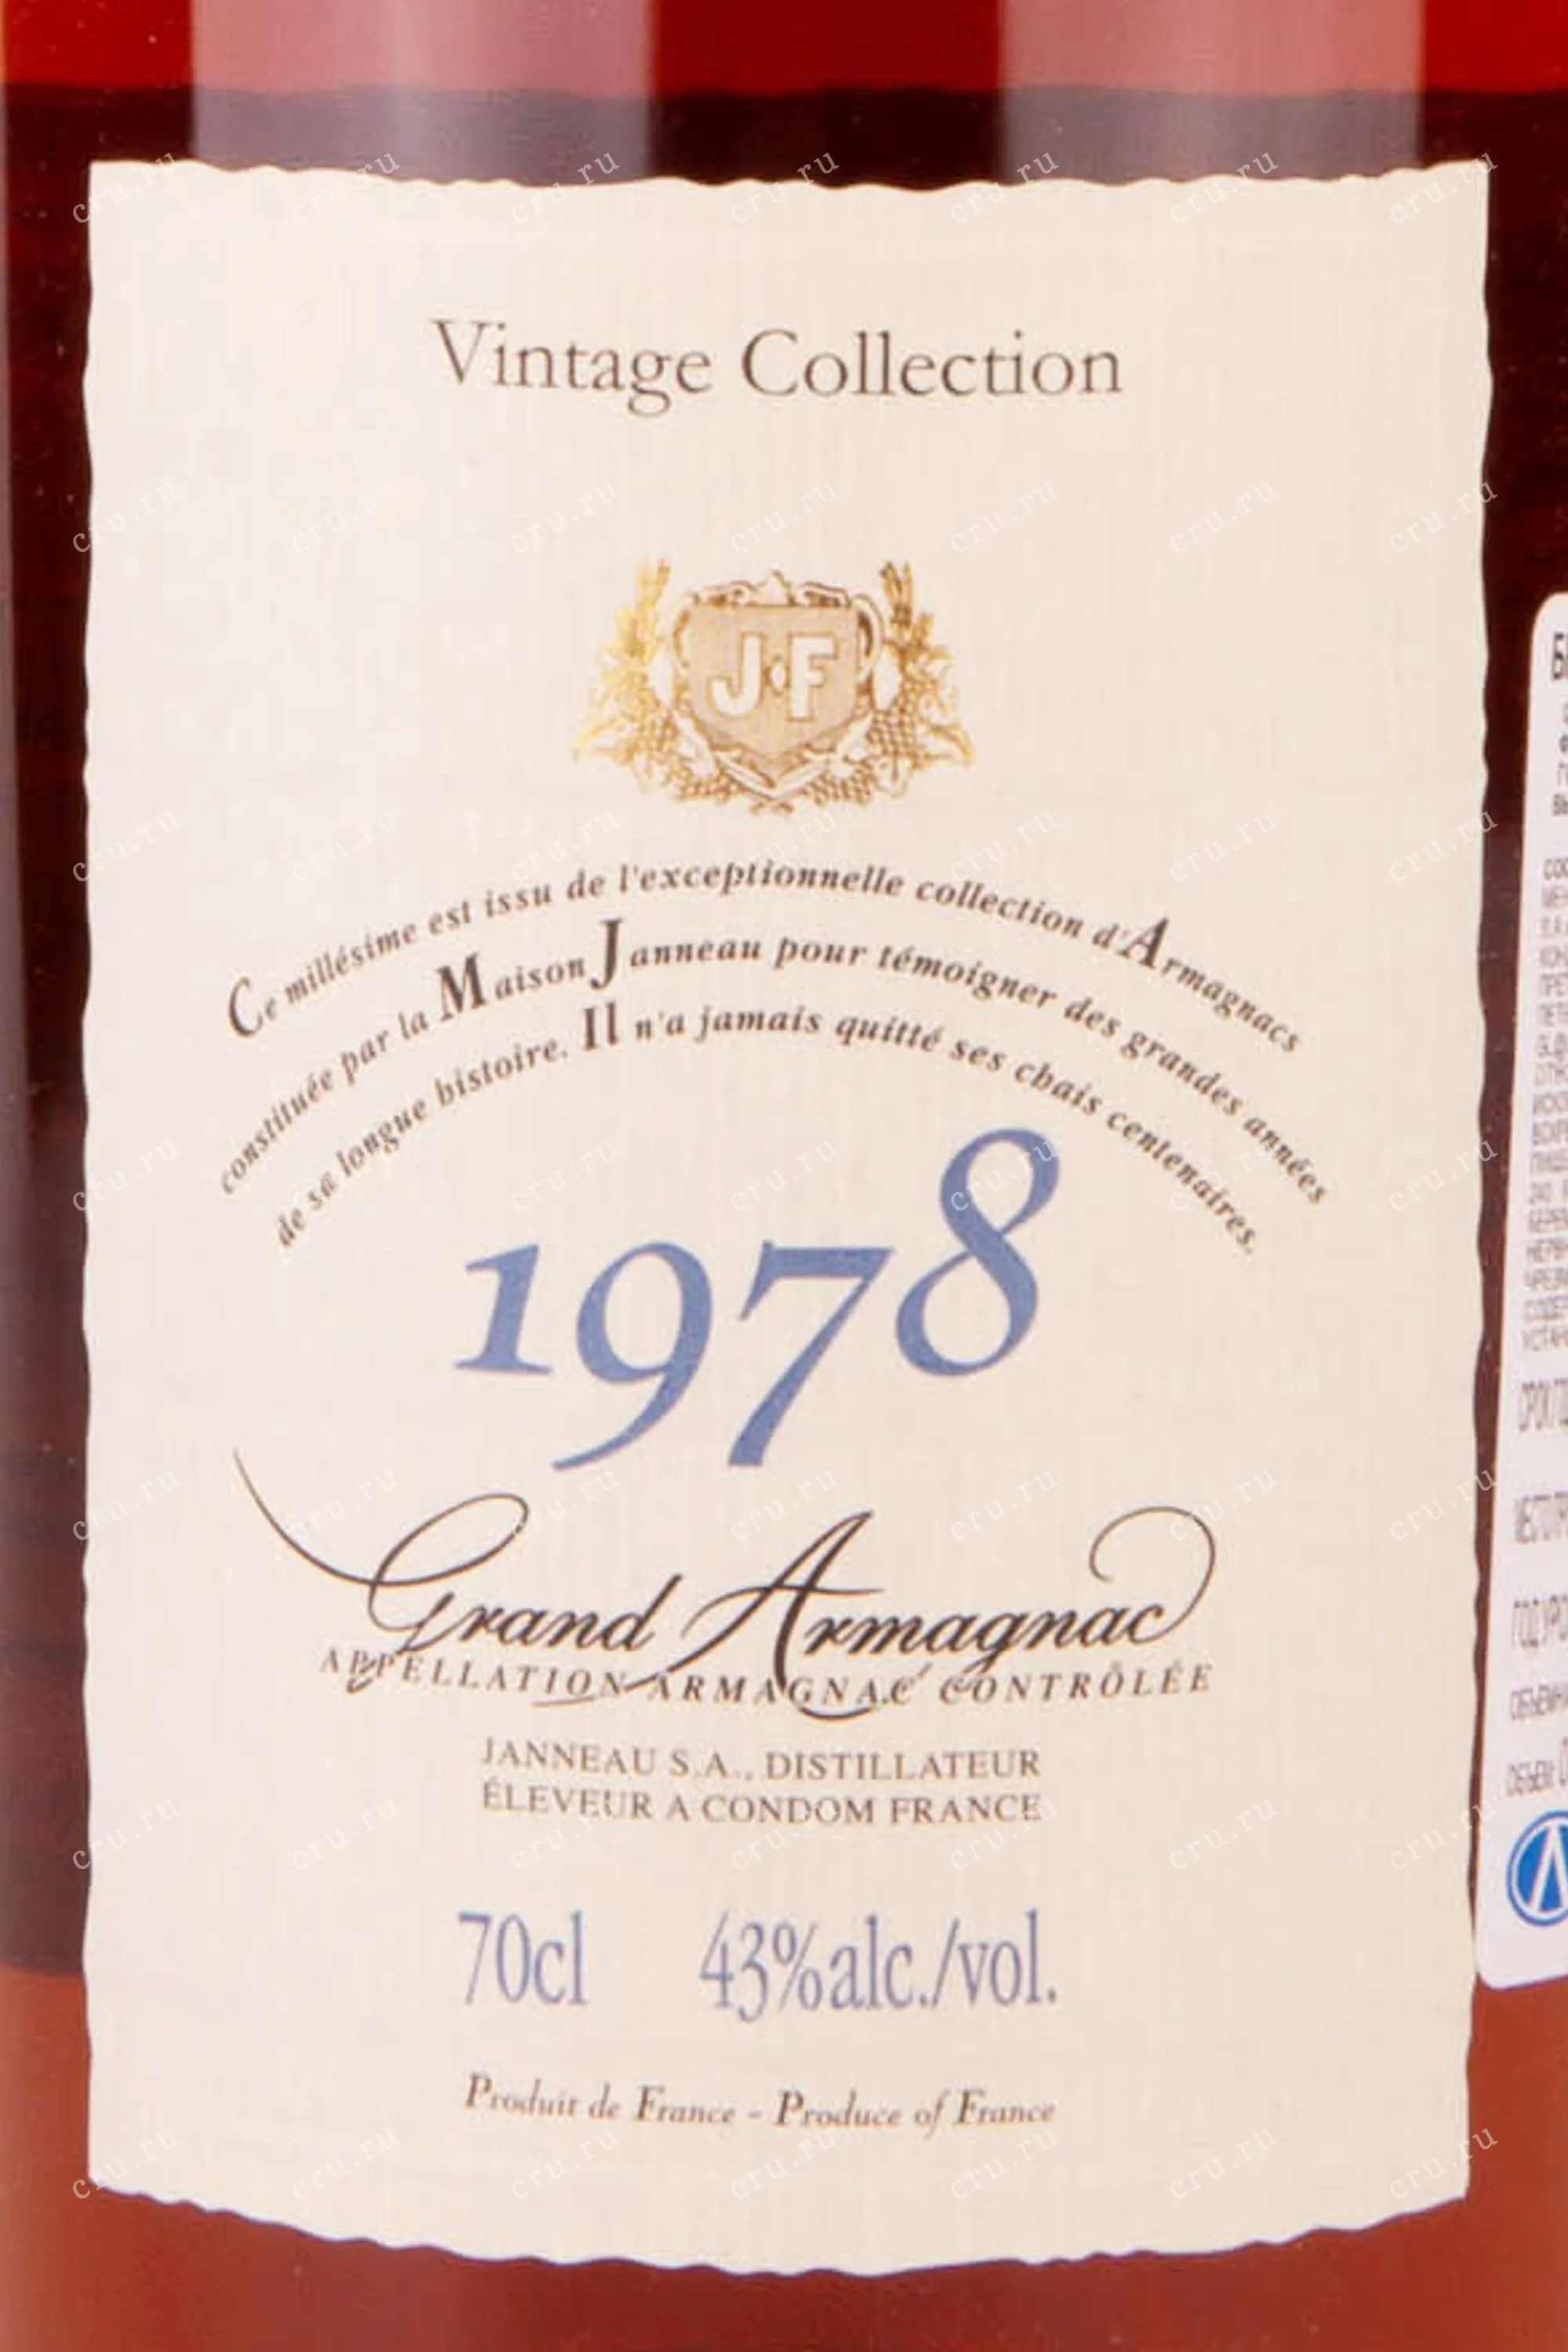 Vintage Collection
J·F
Ce millésime est issu de l'exceptionnelle collection d'Armagnacs
constituée par la Maison Janneau pour témoigner des grandes années
de sa longue histoire. Il n'a jamais quitté ses chais centenaires.
1978
Grand Armagnac
APPELLATION ARMAGNAC CONTRÔLÉE
JANNEAU S.A., DISTILLATEUR
ÉLEVEUR A CONDOM FRANCE
70cl 43%alc./vol.
Produit de France - Produce of France
cru.ru